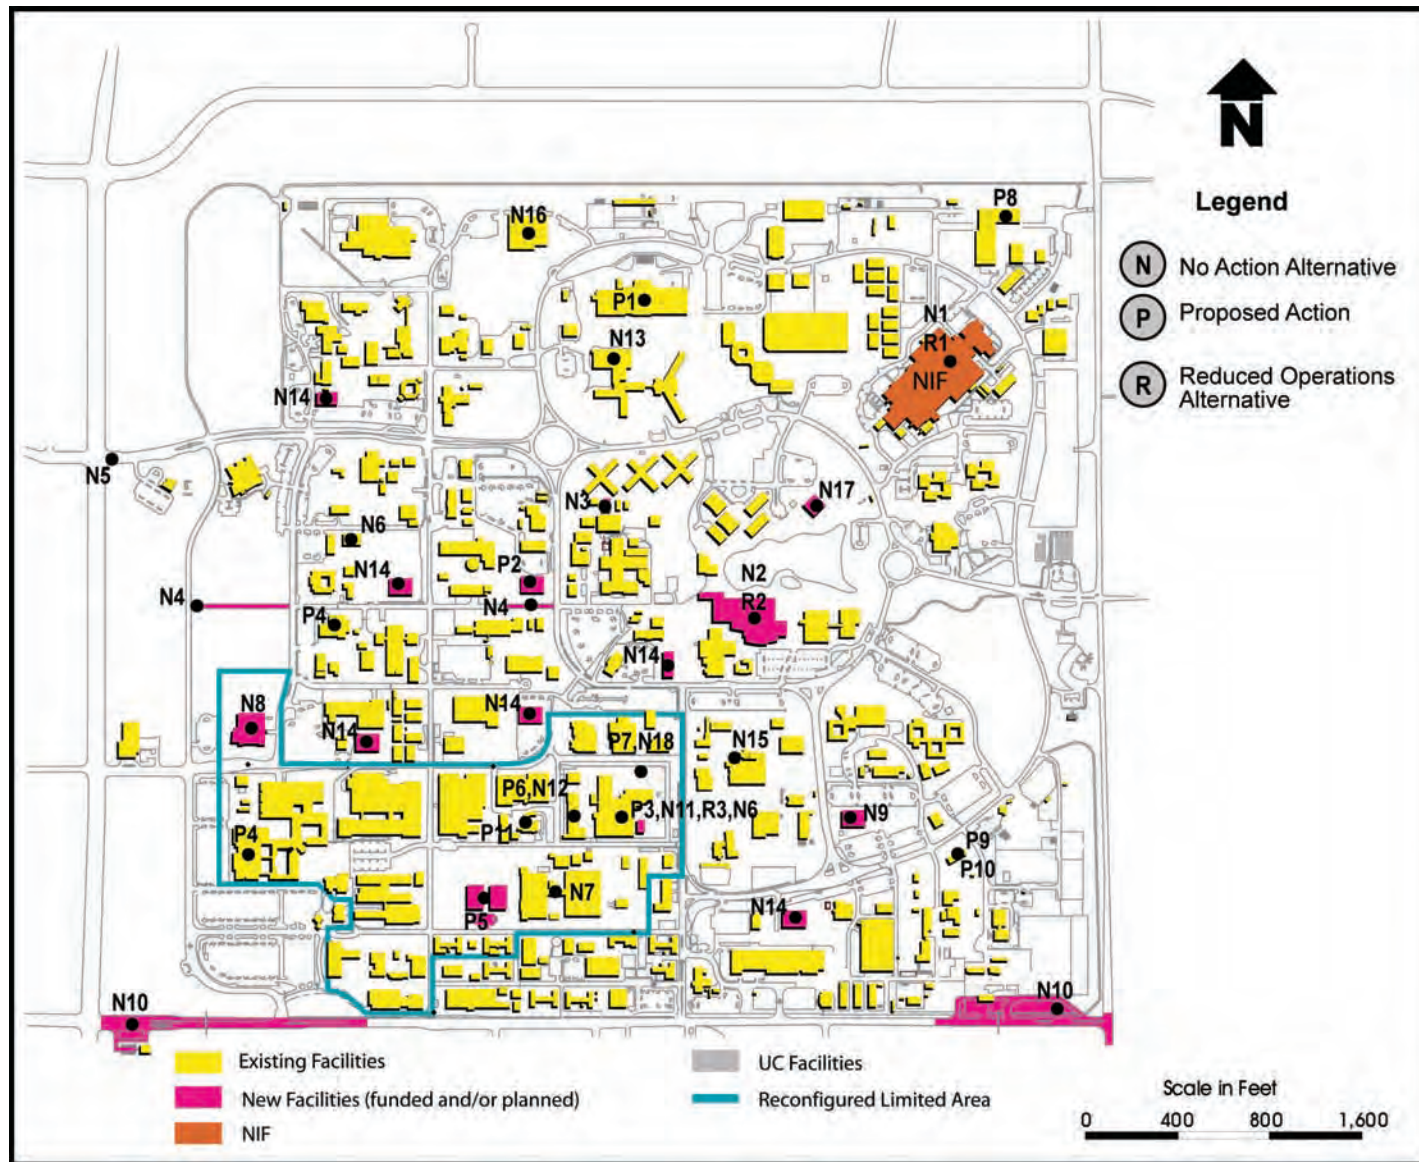 N
Legend
N No Action Alternative
P Proposed Action
R Reduced Operations
Alternative
P8
N16
P1
N1
N13
R1
NIF
N14
N5
N3
N17
N6
N14
P2
N2
N4
N4
R2
P4
N14
N8
N14
N14
P7,N18
N15
P6,N12
P3,N11,R3,N6
N9
P11
P4
P9
P10
N7
P5
N14
N10
N10
Existing Facilities
New Facilities (funded and/or planned)
NIF
UC Facilities
Reconfigured Limited Area
Scale in Feet
0 400 800 1,600